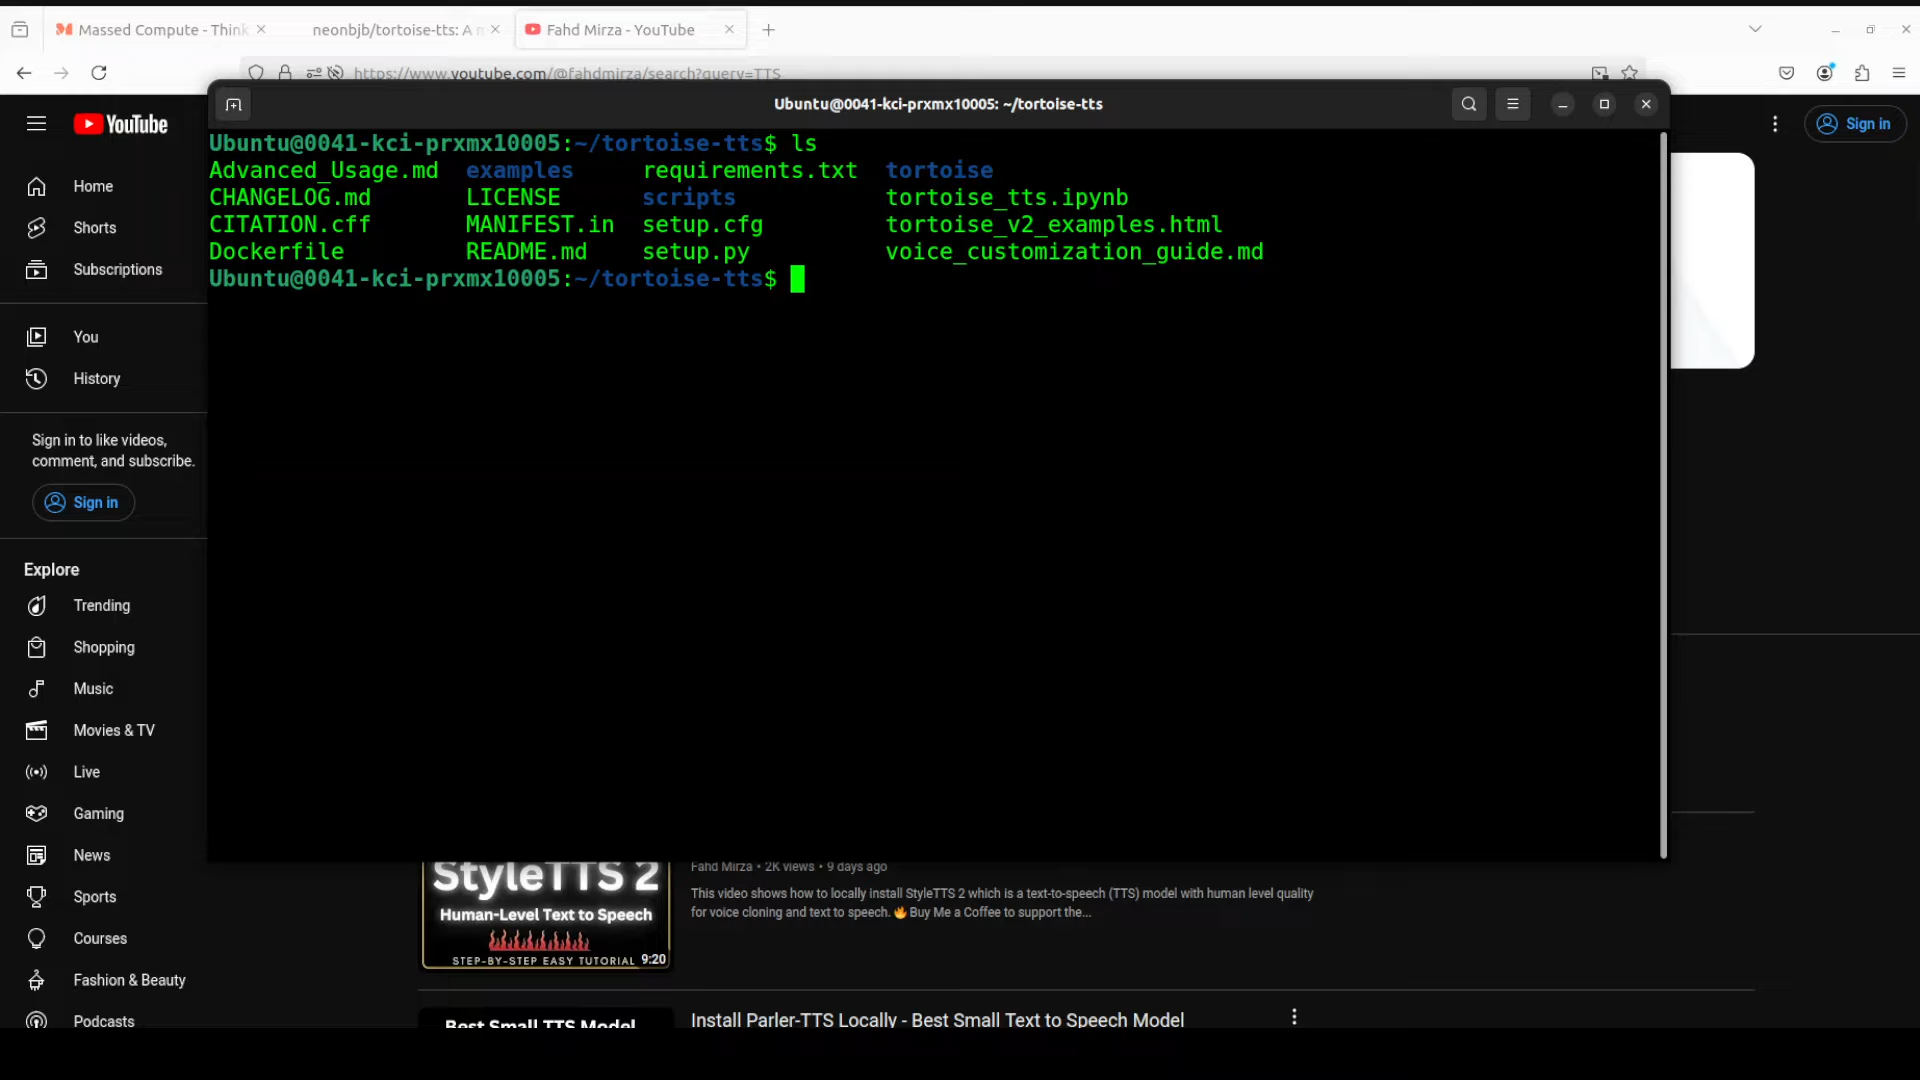 Massed Compute - Think
neonbjb/tortoise-tts: A m
Fahd Mirza - YouTube
https://www.youtube.com/@fahdmirza/search?query=TTS
Ubuntu@0041-kci-prxmx10005: ~/tortoise-tts
YouTube
Sign in
Home
Shorts
Subscriptions
You
History
Sign in to like videos,
comment, and subscribe.
Sign in
Explore
Trending
Shopping
Music
Movies & TV
Live
Gaming
News
Sports
Courses
Fashion & Beauty
Podcasts
Ubuntu@0041-kci-prxmx10005:~/tortoise-tts$ ls
Advanced_Usage.md examples requirements.txt tortoise
CHANGELOG.md LICENSE scripts tortoise_tts.ipynb
CITATION.cff MANIFEST.in setup.cfg tortoise_v2_examples.html
Dockerfile README.md setup.py voice_customization_guide.md
Ubuntu@0041-kci-prxmx10005:~/tortoise-tts$
StyleTTS 2
Human-Level Text to Speech
STEP-BY-STEP EASY TUTORIAL
9:20
Fahd Mirza • 2K views • 9 days ago
This video shows how to locally install StyleTTS 2 which is a text-to-speech (TTS) model with human level quality
for voice cloning and text to speech. 🔥 Buy Me a Coffee to support the...
Best Small TTS Model
Install Parler-TTS Locally - Best Small Text to Speech Model